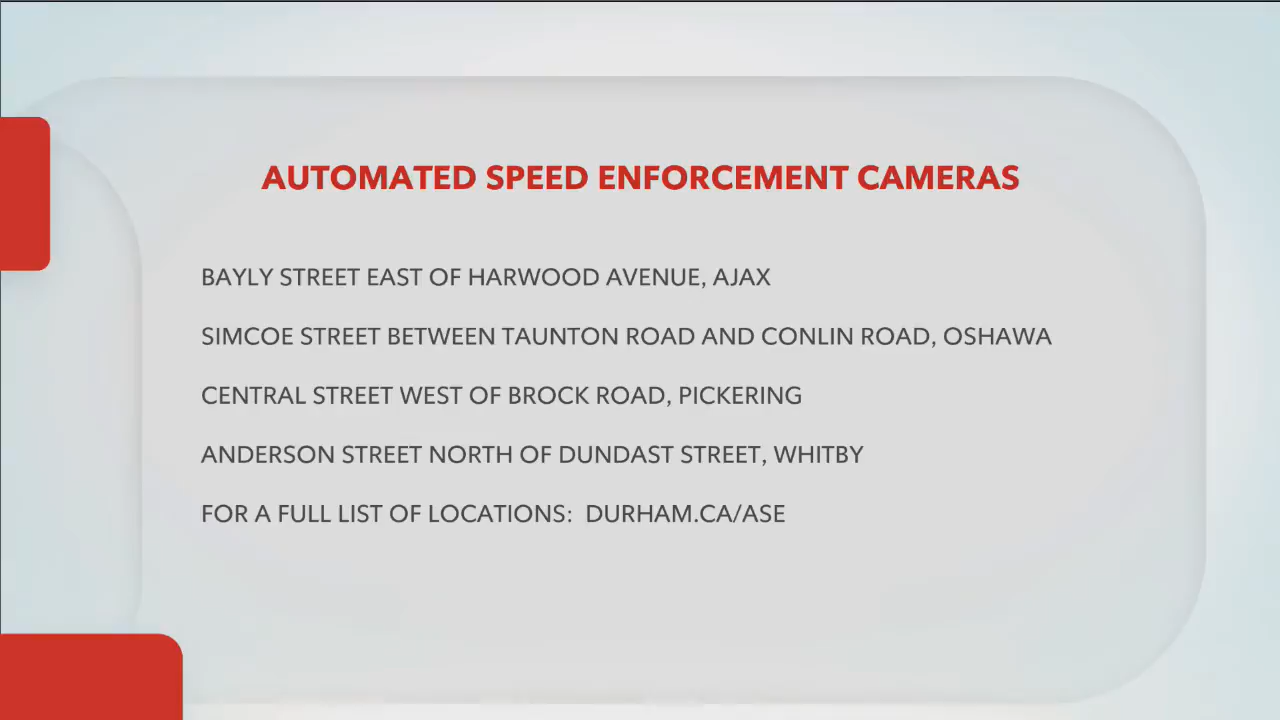 AUTOMATED SPEED ENFORCEMENT CAMERAS
BAYLY STREET EAST OF HARWOOD AVENUE, AJAX
SIMCOE STREET BETWEEN TAUNTON ROAD AND CONLIN ROAD, OSHAWA
CENTRAL STREET WEST OF BROCK ROAD, PICKERING
ANDERSON STREET NORTH OF DUNDAST STREET, WHITBY
FOR A FULL LIST OF LOCATIONS:  DURHAM.CA/ASE